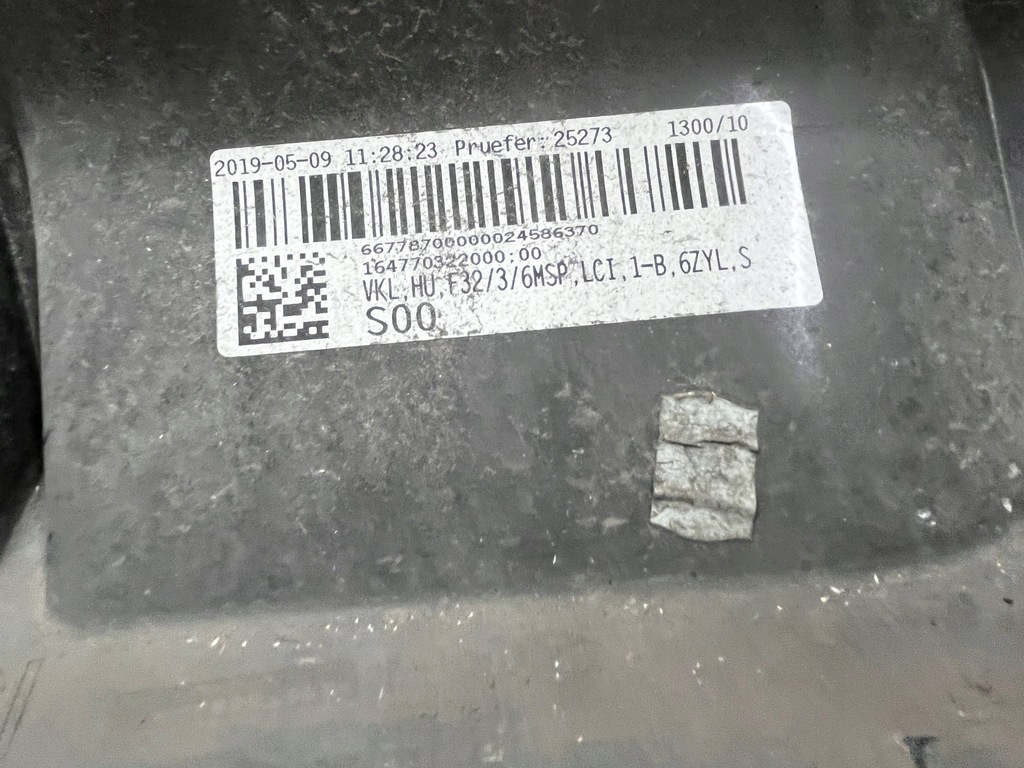 2019-05-09 11:28:23 Pruefer: 25273 1300/10
66778700000024586370
164770322000;00
VKL,HU,F32/3/6MSP,LCI,1-B,6ZYL,S
S00